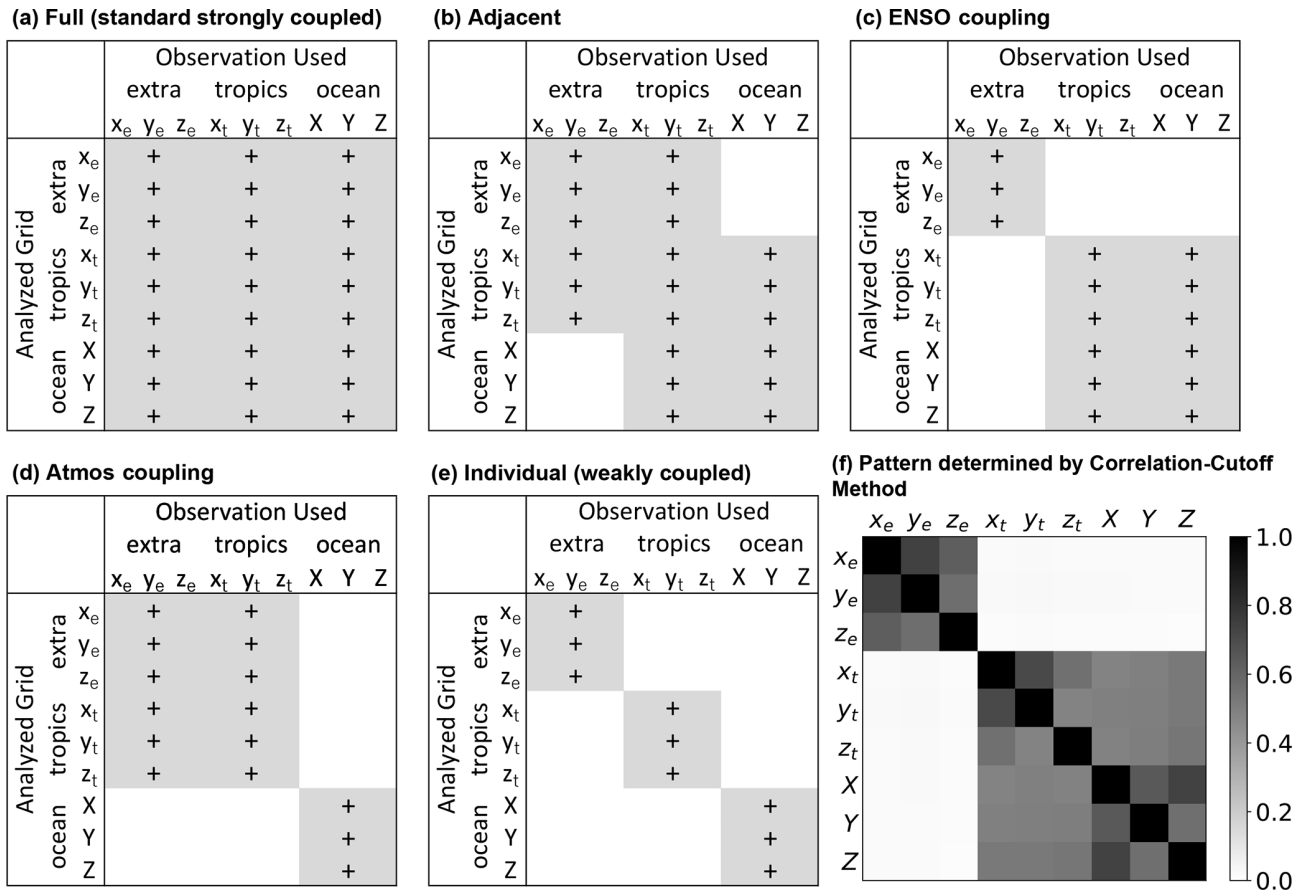 (a) Full (standard strongly coupled)
Observation Used
extra tropics ocean
xₑ yₑ zₑ xₜ yₜ zₜ X Y Z
Analyzed Grid
extra
tropics
ocean
xₑ + + +
yₑ + + +
zₑ + + +
xₜ + + +
yₜ + + +
zₜ + + +
X + + +
Y + + +
Z + + +
(b) Adjacent
Observation Used
extra tropics ocean
xₑ yₑ zₑ xₜ yₜ zₜ X Y Z
Analyzed Grid
extra
tropics
ocean
xₑ + +
yₑ + +
zₑ + +
xₜ + + +
yₜ + + +
zₜ + + +
X + +
Y + +
Z + +
(c) ENSO coupling
Observation Used
extra tropics ocean
xₑ yₑ zₑ xₜ yₜ zₜ X Y Z
Analyzed Grid
extra
tropics
ocean
xₑ +
yₑ +
zₑ +
xₜ + +
yₜ + +
zₜ + +
X + +
Y + +
Z + +
(d) Atmos coupling
Observation Used
extra tropics ocean
xₑ yₑ zₑ xₜ yₜ zₜ X Y Z
Analyzed Grid
extra
tropics
ocean
xₑ + +
yₑ + +
zₑ + +
xₜ + +
yₜ + +
zₜ + +
X +
Y +
Z +
(e) Individual (weakly coupled)
Observation Used
extra tropics ocean
xₑ yₑ zₑ xₜ yₜ zₜ X Y Z
Analyzed Grid
extra
tropics
ocean
xₑ +
yₑ +
zₑ +
xₜ +
yₜ +
zₜ +
X +
Y +
Z +
(f) Pattern determined by Correlation-Cutoff
Method
xₑ yₑ zₑ xₜ yₜ zₜ X Y Z
xₑ
yₑ
zₑ
xₜ
yₜ
zₜ
X
Y
Z
1.0
0.8
0.6
0.4
0.2
0.0